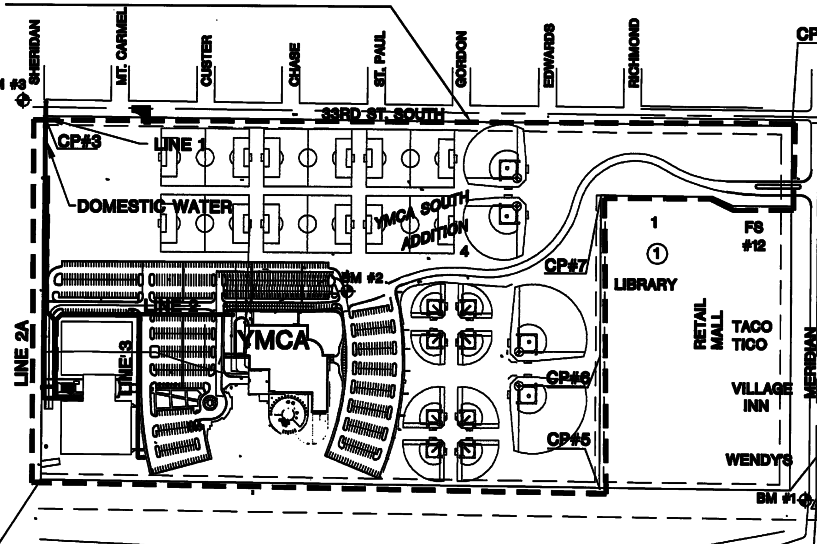 CP
SHERIDAN
MT. CARMEL
CUSTER
CHASE
ST. PAUL
GORDON
EDWARDS
RICHMOND
#3
33RD ST. SOUTH
CP#3
LINE 1
DOMESTIC WATER
YMCA SOUTH
ADDITION
4
1
1
FS
#12
CP#7
LIBRARY
BM #2
RETAIL
MALL
TACO
TICO
YMCA
LINE 3
LINE 2A
MERIDIAN
CP#6
VILLAGE
INN
CP#5
WENDY'S
BM #1